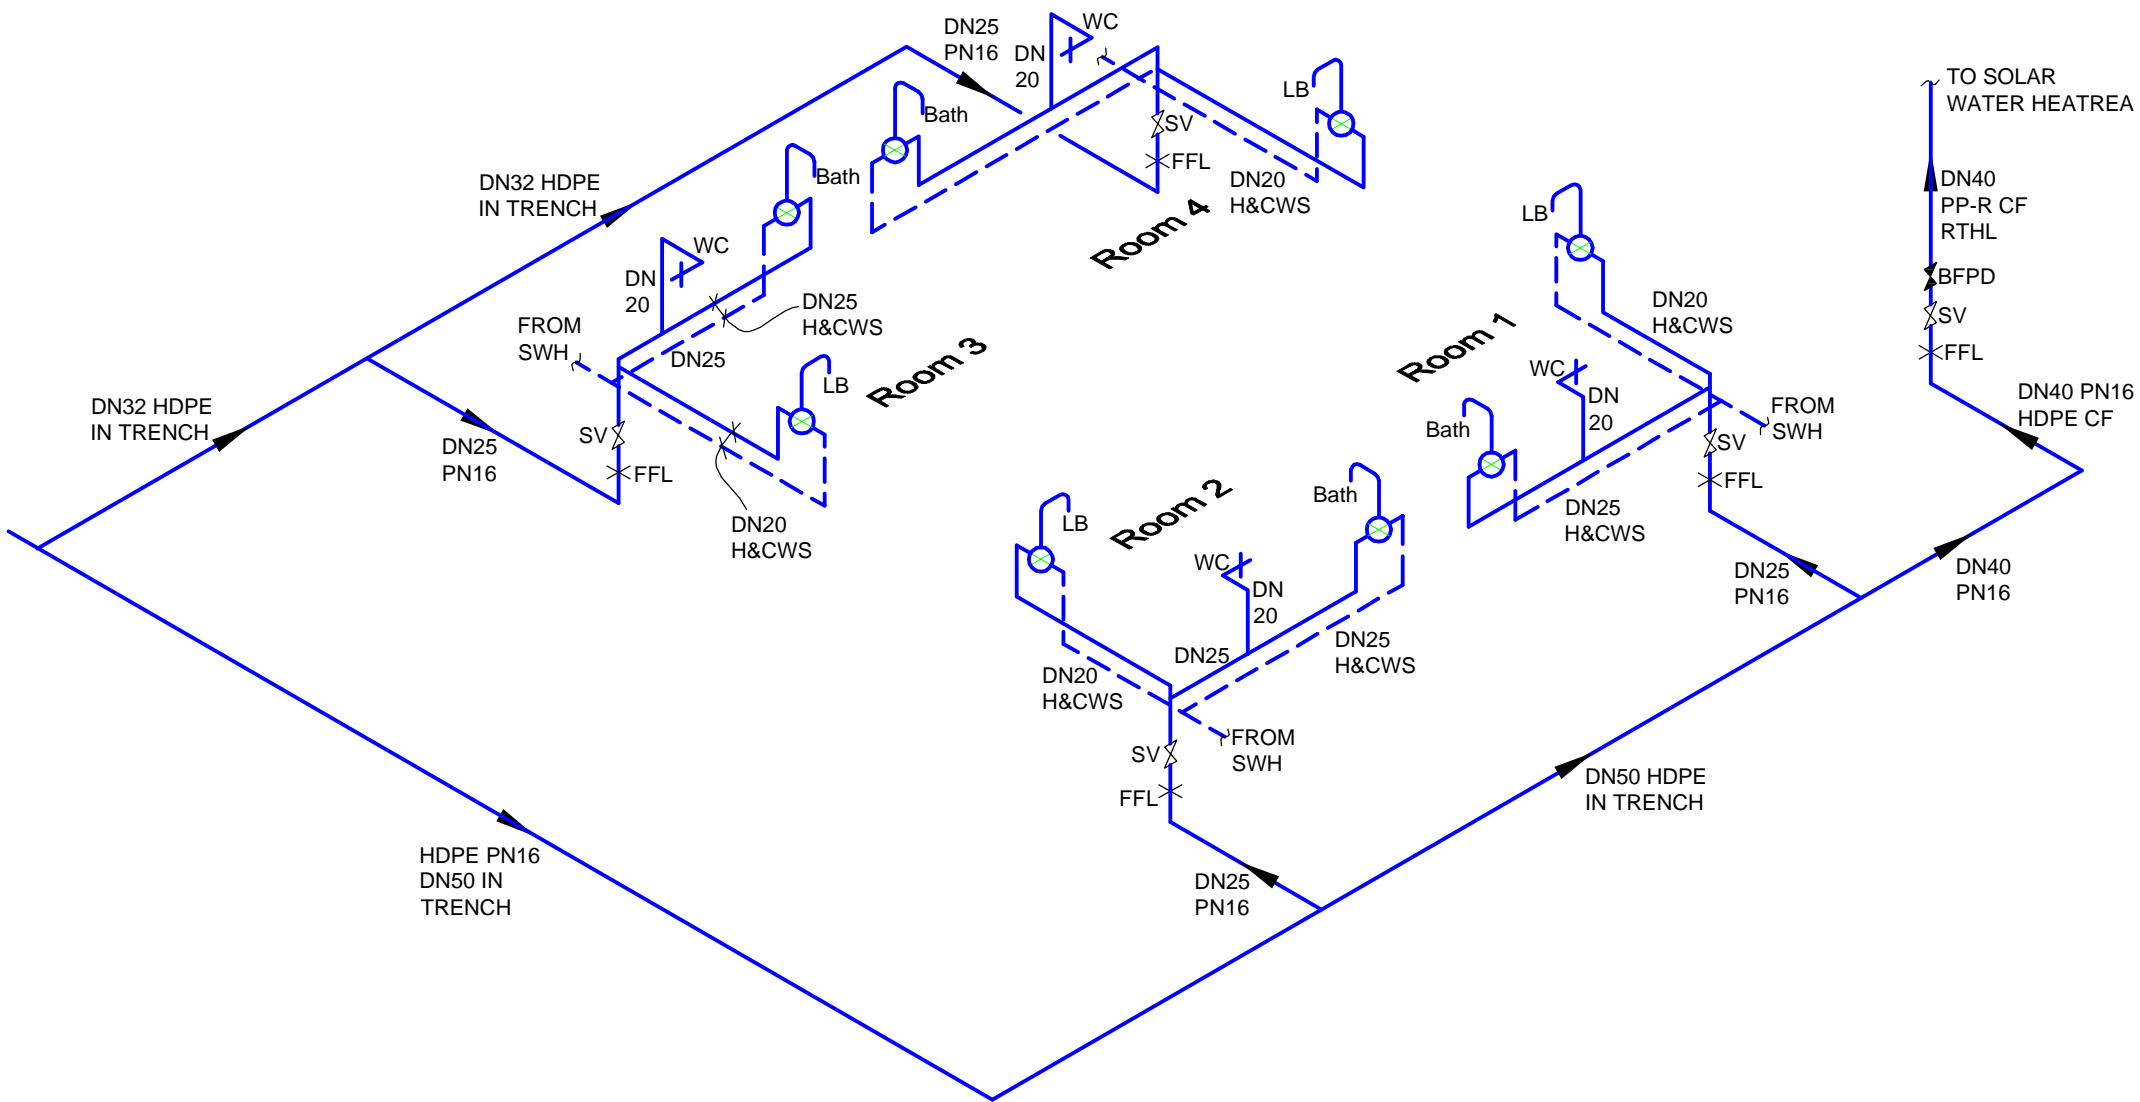 DN25
PN16
WC
DN
20
Bath
LB
SV
FFL
DN20
H&CWS
Room 4
TO SOLAR
WATER HEATREA
DN40
PP-R CF
RTHL
BFPD
SV
FFL
DN40 PN16
HDPE CF
DN32 HDPE
IN TRENCH
Bath
WC
DN
20
DN25
H&CWS
FROM
SWH
DN25
LB
Room 3
SV
FFL
DN20
H&CWS
DN32 HDPE
IN TRENCH
DN25
PN16
LB
DN20
H&CWS
Room 1
WC
DN
20
Bath
FROM
SWH
SV
FFL
DN25
H&CWS
DN25
PN16
DN40
PN16
Room 2
LB
Bath
WC
DN
20
DN25
DN25
H&CWS
DN20
H&CWS
FROM
SWH
SV
FFL
DN25
PN16
DN50 HDPE
IN TRENCH
HDPE PN16
DN50 IN
TRENCH